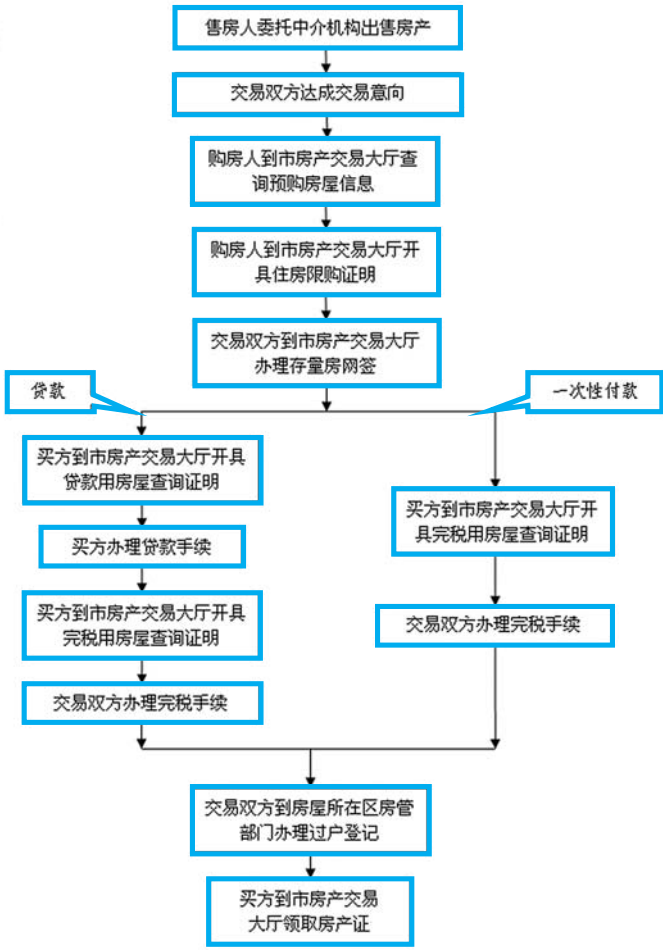 售房人委托中介机构出售房产
交易双方达成交易意向
购房人到市房产交易大厅查
询预购房屋信息
购房人到市房产交易大厅开
具住房限购证明
交易双方到市房产交易大厅
办理存量房网签
贷款
一次性付款
买方到市房产交易大厅开具
贷款用房屋查询证明
买方办理贷款手续
买方到市房产交易大厅开具
完税用房屋查询证明
交易双方办理完税手续
买方到市房产交易大厅开
具完税用房屋查询证明
交易双方办理完税手续
交易双方到房屋所在区房管
部门办理过户登记
买方到市房产交易
大厅领取房产证